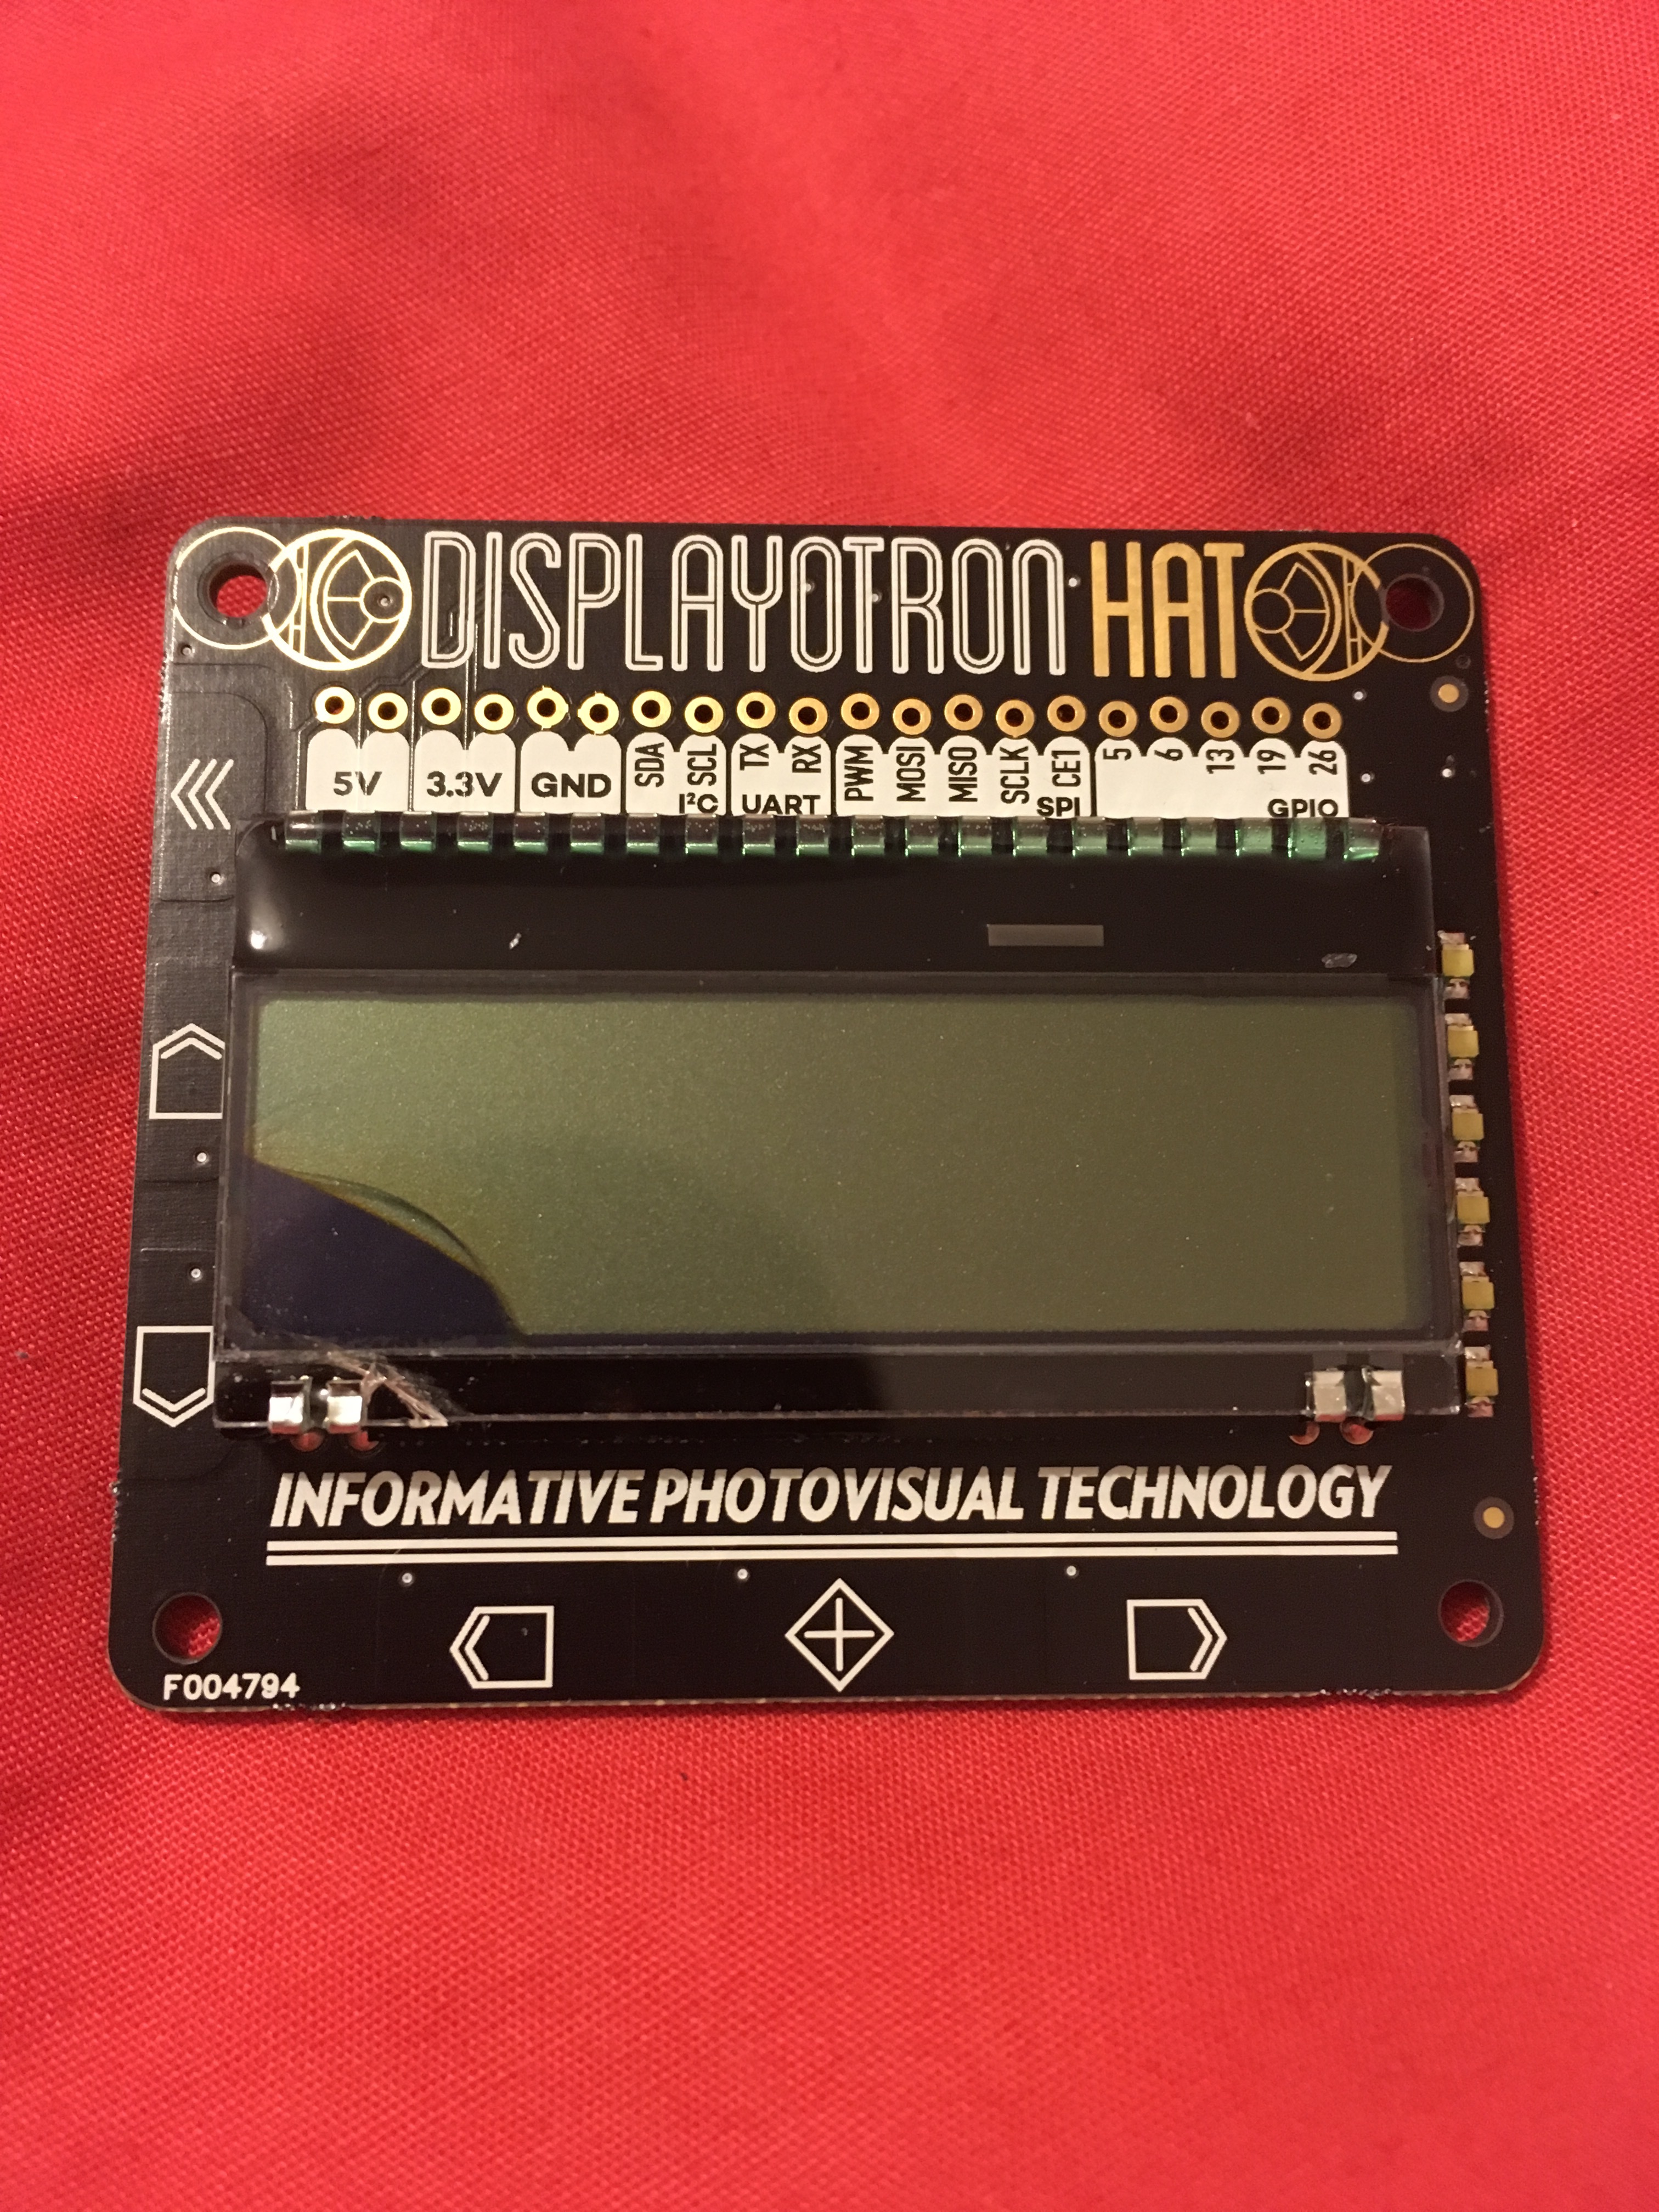 DISPLAYOTRON HAT
5V 3.3V GND SDA SCL TX RX PWM MOSI MISO SCLK CE1 5 6 13 19 26
I²C UART SPI GPIO
INFORMATIVE PHOTOVISUAL TECHNOLOGY
F004794